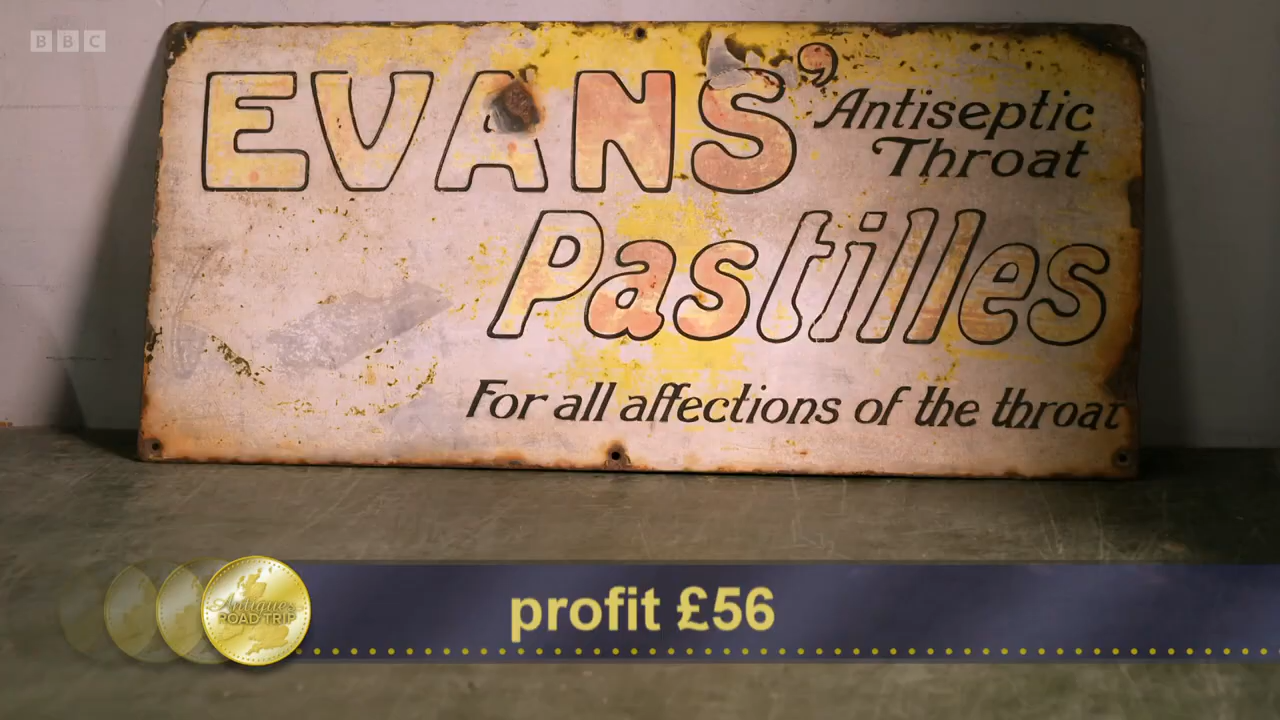 BBC
EVANS' Antiseptic
Throat
Pastilles
For all affections of the throat
Antiques
ROAD TRIP
profit £56